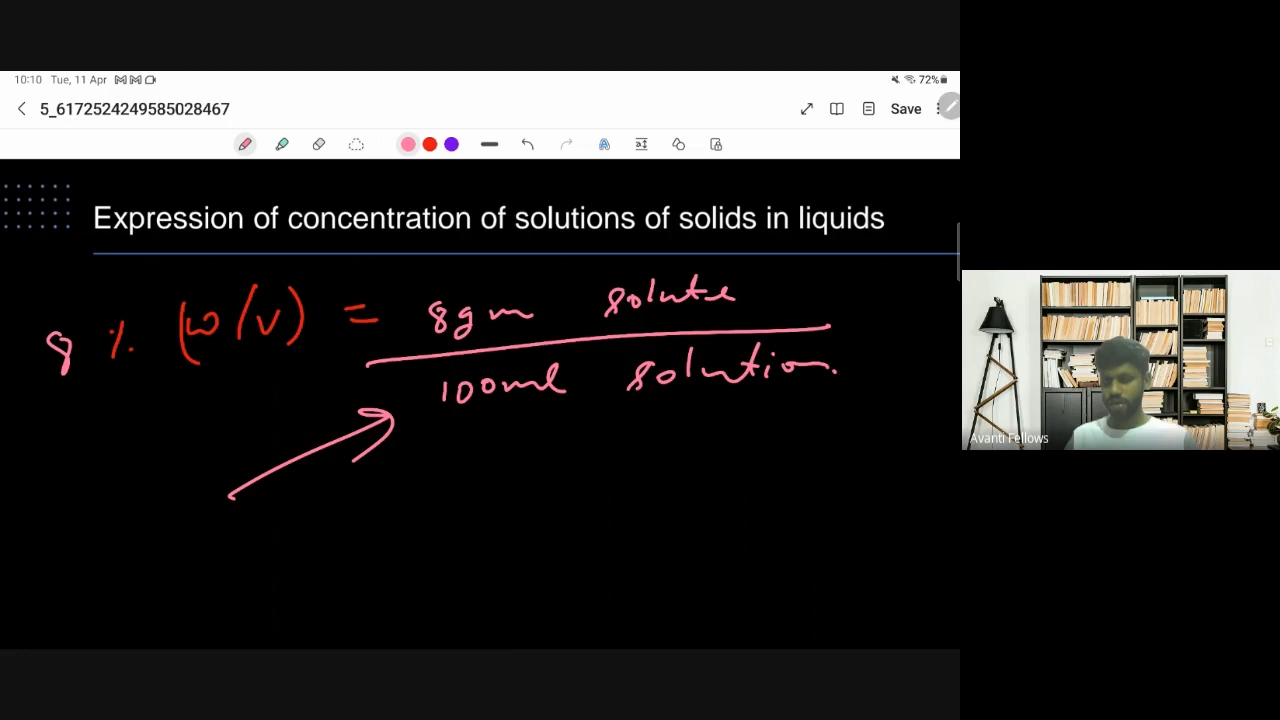 10:10 Tue, 11 Apr
72%
5_6172524249585028467
Save
Expression of concentration of solutions of solids in liquids
8 % (w/v) = 8gm solute
100ml solution.
Avanti Fellows